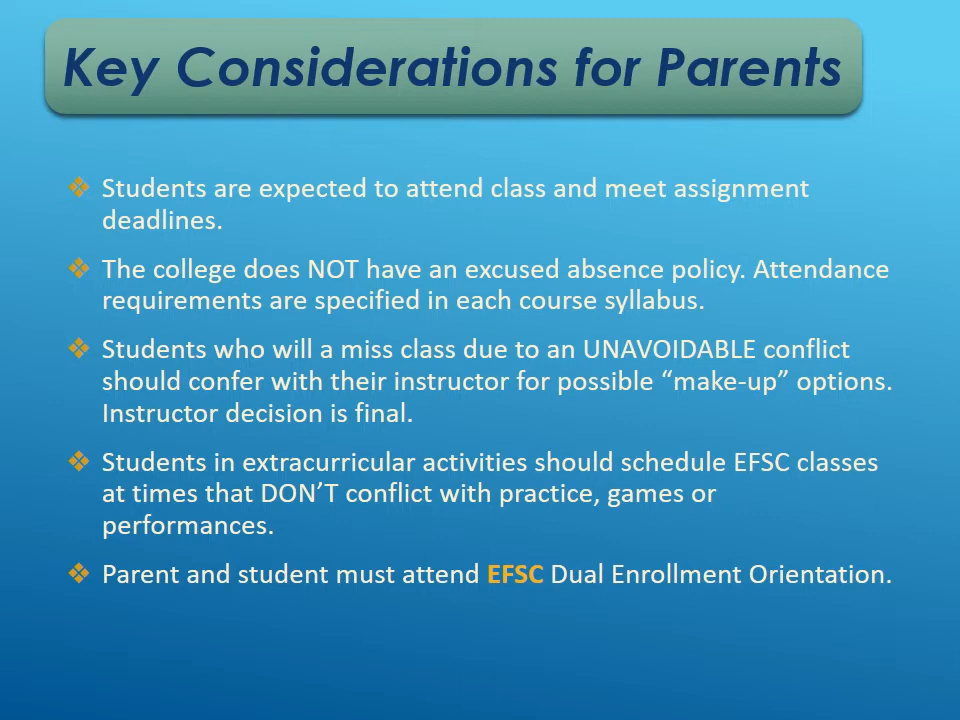 Key Considerations for Parents
❖ Students are expected to attend class and meet assignment
deadlines.
❖ The college does NOT have an excused absence policy. Attendance
requirements are specified in each course syllabus.
❖ Students who will a miss class due to an UNAVOIDABLE conflict
should confer with their instructor for possible “make-up” options.
Instructor decision is final.
❖ Students in extracurricular activities should schedule EFSC classes
at times that DON’T conflict with practice, games or
performances.
❖ Parent and student must attend EFSC Dual Enrollment Orientation.